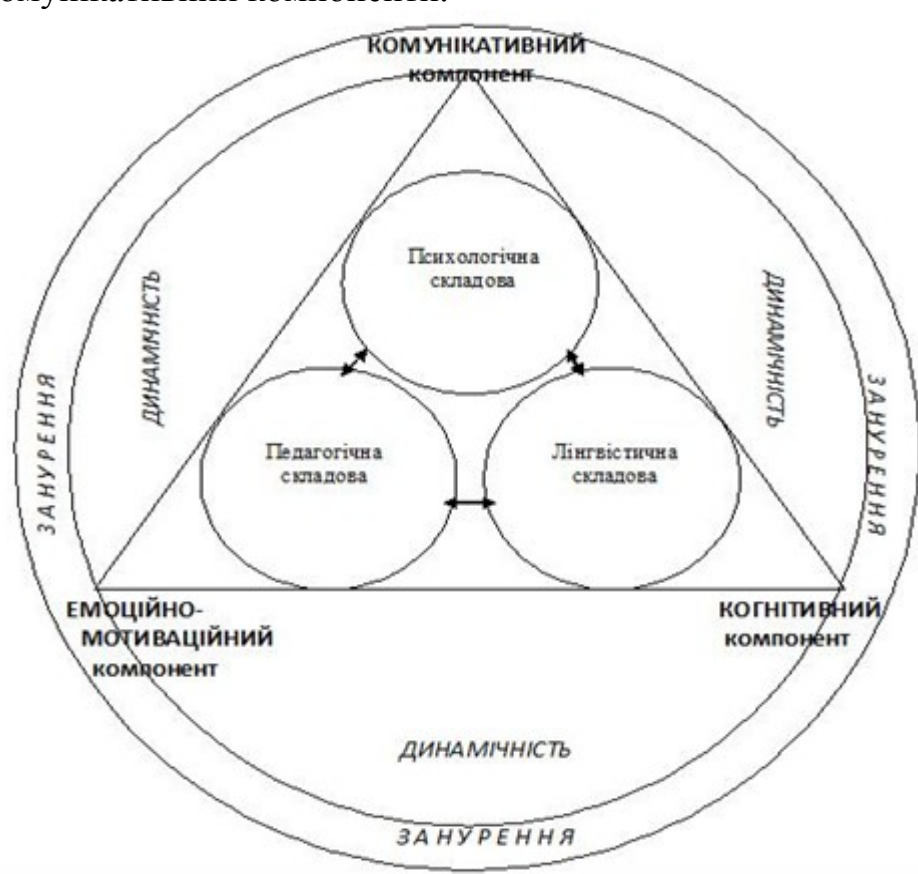 комунікативний компоненти.
КОМУНІКАТИВНИЙ
компонент
Психологічна
складова
ДИНАМІЧНІСТЬ
ДИНАМІЧНІСТЬ
ЗАНУРЕННЯ
ЗАНУРЕННЯ
Педагогічна
складова
Лінгвістична
складова
ЕМОЦІЙНО-
МОТИВАЦІЙНИЙ
компонент
КОГНІТИВНИЙ
компонент
ДИНАМІЧНІСТЬ
ЗАНУРЕННЯ